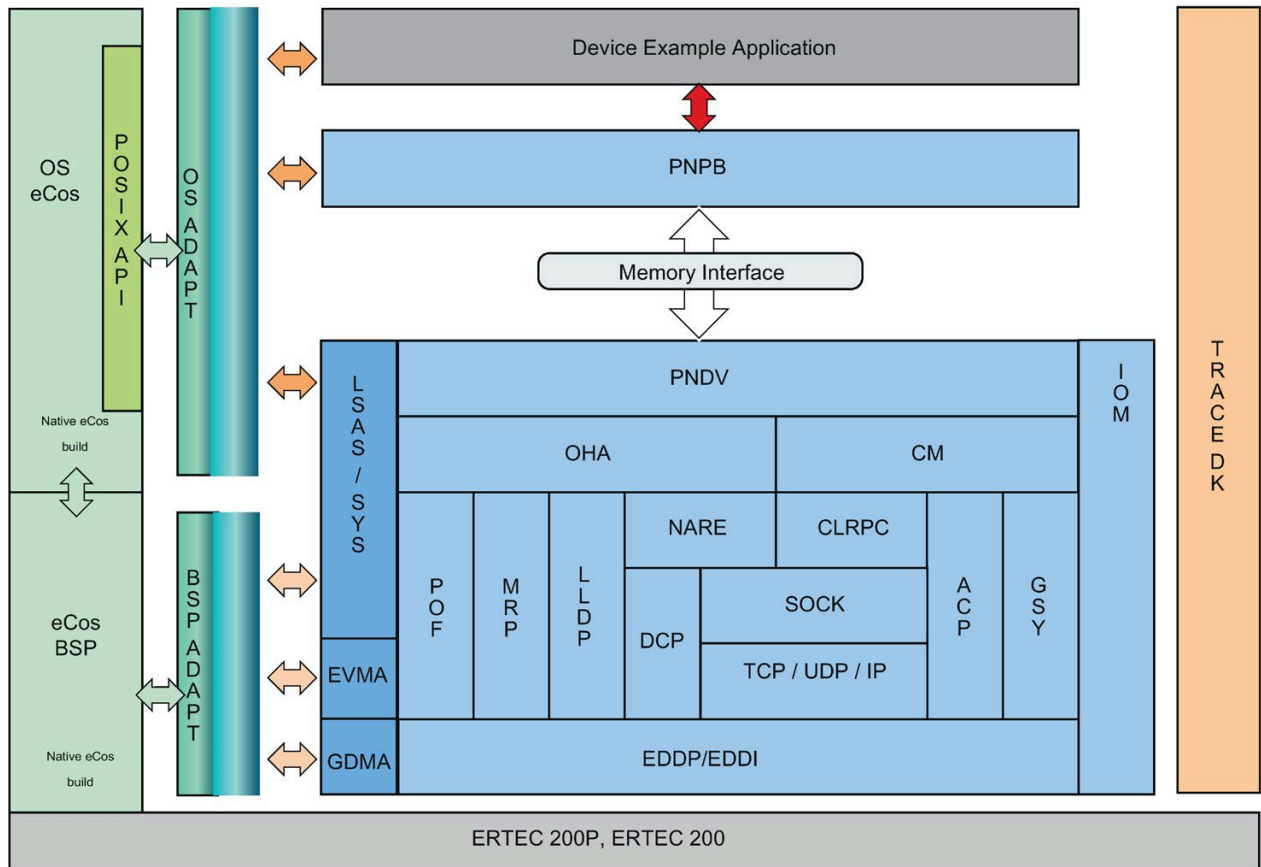 Device Example Application
PNPB
Memory Interface
OS
eCos
POSIX API
OS ADAPT
Native eCos
build
LSAS / SYS
PNDV
IOM
TRACE DK
OHA
CM
NARE
CLRPC
POF
MRP
LLDP
DCP
SOCK
TCP / UDP / IP
ACP
GSY
eCos
BSP
BSP ADAPT
EVMA
Native eCos
build
GDMA
EDDP/EDDI
ERTEC 200P, ERTEC 200